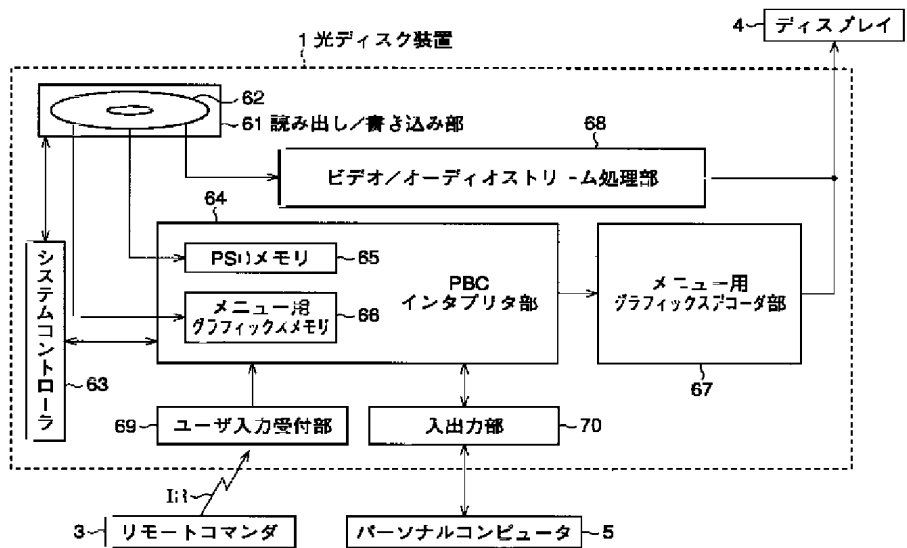 4 ディスプレイ
1 光ディスク装置
62
61 読み出し/書き込み部
68
ビデオ/オーディオストリーム処理部
64
PSDメモリ
65
メニュー用
グラフィックスメモリ
66
PBC
インタプリタ部
メニュー用
グラフィックスデコーダ部
67
システムコントローラ
63
69
ユーザ入力受付部
入出力部
70
IR
3
リモートコマンダ
パーソナルコンピュータ
5